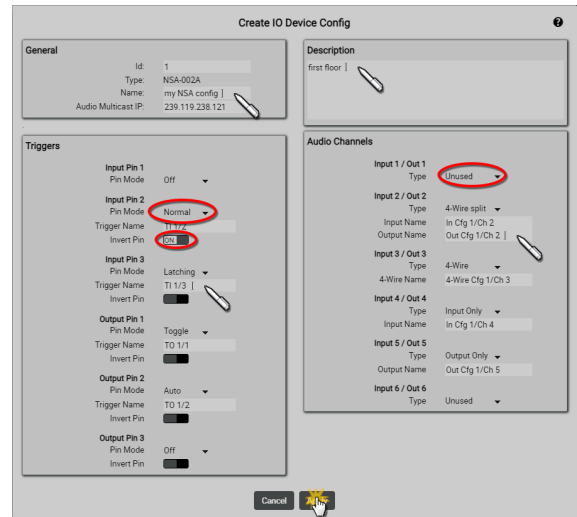 Create IO Device Config
General
Id: 1
Type: NSA-002A
Name: my NSA config
Audio Multicast IP: 239.119.238.121
Description
first floor
Triggers
Input Pin 1
Pin Mode Off
Input Pin 2
Pin Mode Normal
Trigger Name TI 1/2
Invert Pin ON
Input Pin 3
Pin Mode Latching
Trigger Name TI 1/3
Invert Pin
Output Pin 1
Pin Mode Toggle
Trigger Name TO 1/1
Invert Pin
Output Pin 2
Pin Mode Auto
Trigger Name TO 1/2
Invert Pin
Output Pin 3
Pin Mode Off
Invert Pin
Audio Channels
Input 1 / Out 1
Type Unused
Input 2 / Out 2
Type 4-Wire split
Input Name In Cfg 1/Ch 2
Output Name Out Cfg 1/Ch 2
Input 3 / Out 3
Type 4-Wire
4-Wire Name 4-Wire Cfg 1/Ch 3
Input 4 / Out 4
Type Input Only
Input Name In Cfg 1/Ch 4
Input 5 / Out 5
Type Output Only
Output Name Out Cfg 1/Ch 5
Input 6 / Out 6
Type Unused
Cancel